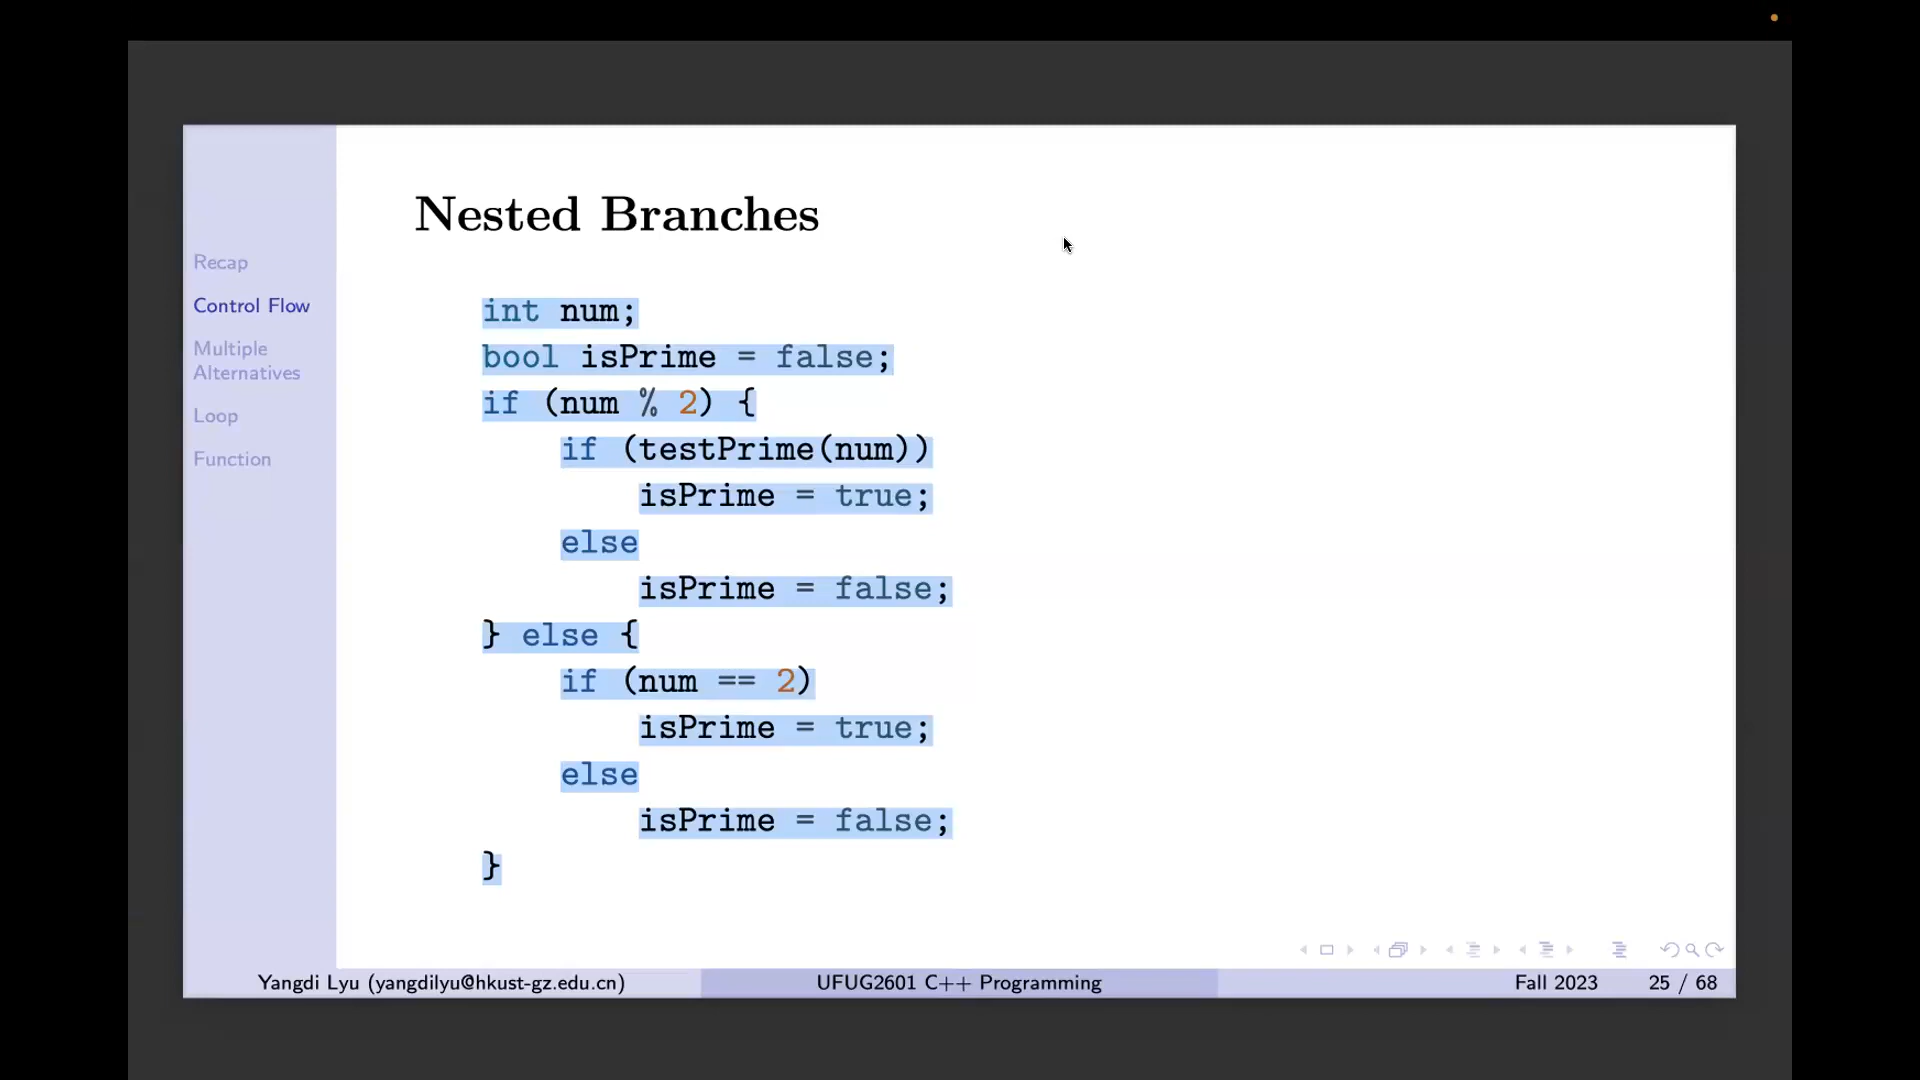 Nested Branches
Recap
Control Flow
Multiple
Alternatives
Loop
Function
int num;
bool isPrime = false;
if (num % 2) {
    if (testPrime(num))
        isPrime = true;
    else
        isPrime = false;
} else {
    if (num == 2)
        isPrime = true;
    else
        isPrime = false;
}
Yangdi Lyu (yangdilyu@hkust-gz.edu.cn)
UFUG2601 C++ Programming
Fall 2023
25 / 68